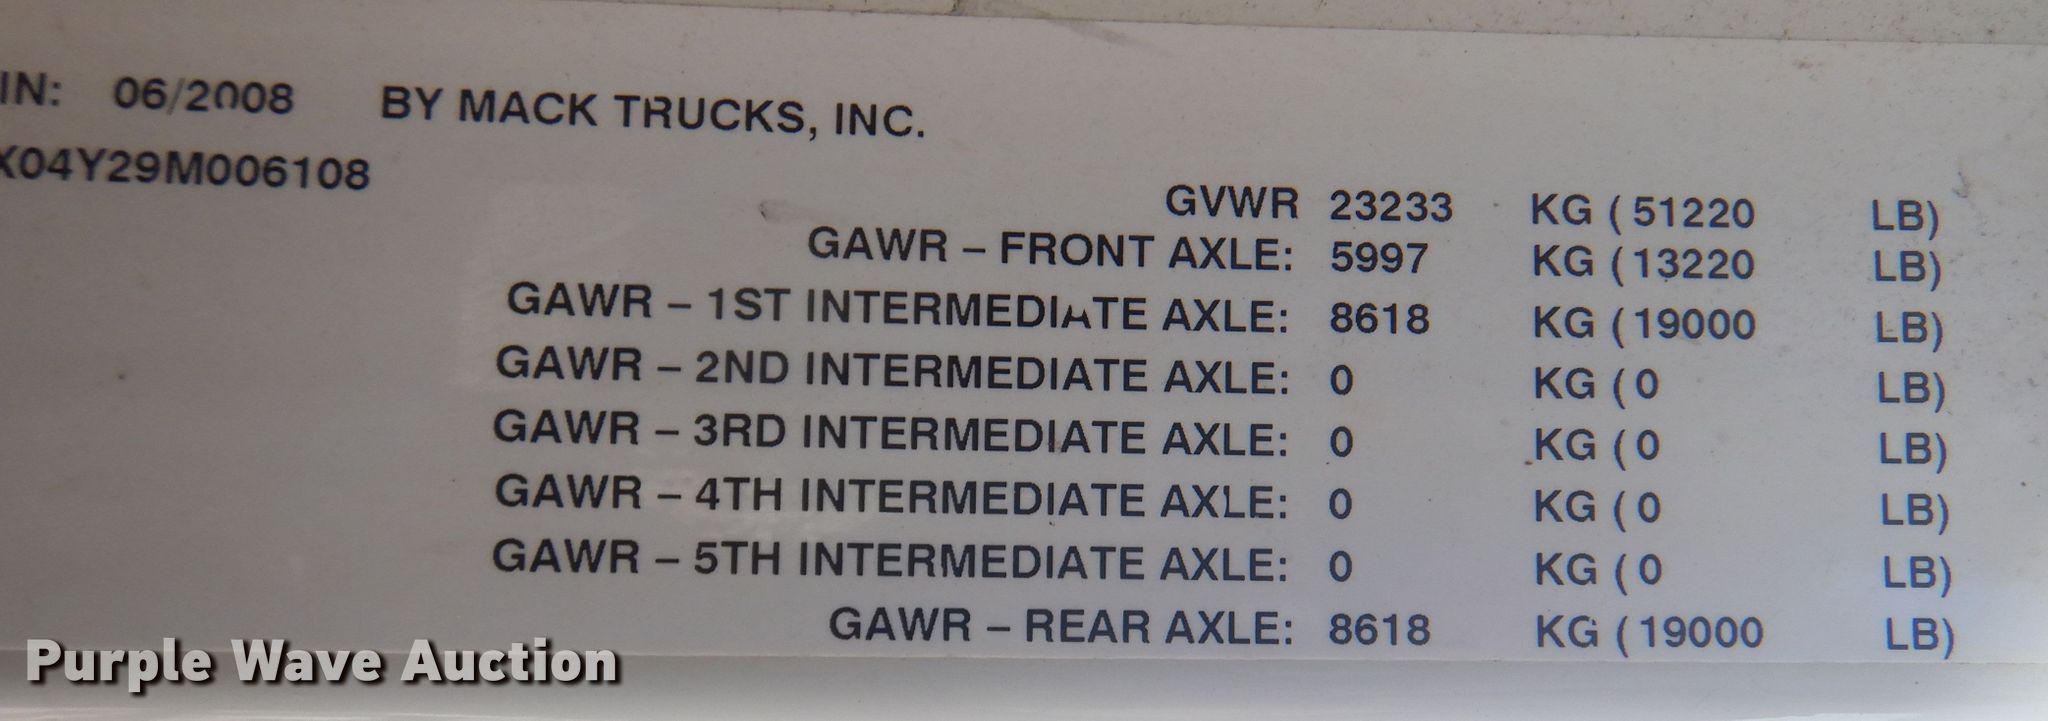 IN: 06/2008 BY MACK TRUCKS, INC.
X04Y29M006108
GVWR 23233 KG ( 51220 LB)
GAWR – FRONT AXLE: 5997 KG ( 13220 LB)
GAWR – 1ST INTERMEDIATE AXLE: 8618 KG ( 19000 LB)
GAWR – 2ND INTERMEDIATE AXLE: 0 KG ( 0 LB)
GAWR – 3RD INTERMEDIATE AXLE: 0 KG ( 0 LB)
GAWR – 4TH INTERMEDIATE AXLE: 0 KG ( 0 LB)
GAWR – 5TH INTERMEDIATE AXLE: 0 KG ( 0 LB)
GAWR – REAR AXLE: 8618 KG ( 19000 LB)
Purple Wave Auction